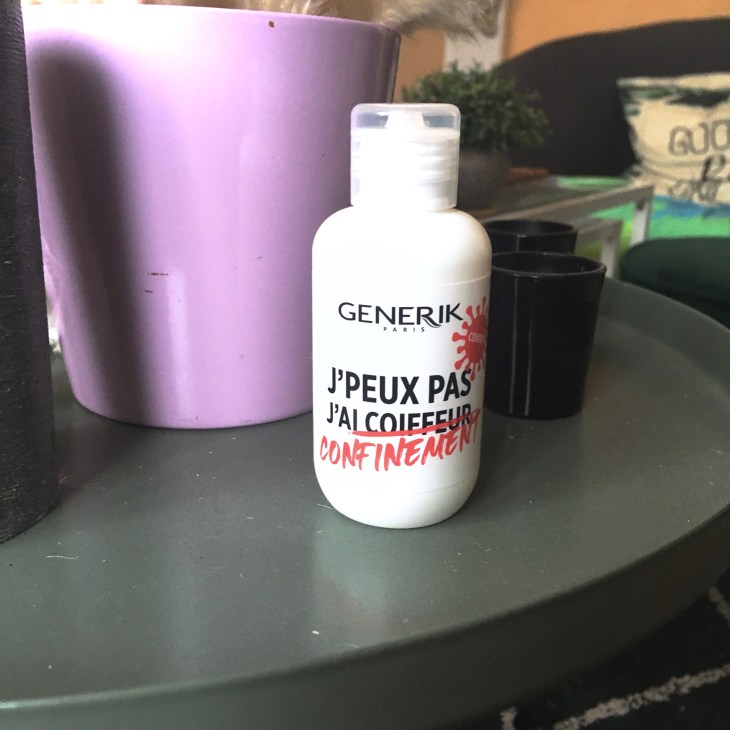 GENERIK
PARIS
J'PEUX PAS
J'AI COIFFEUR
CONFINEMENT